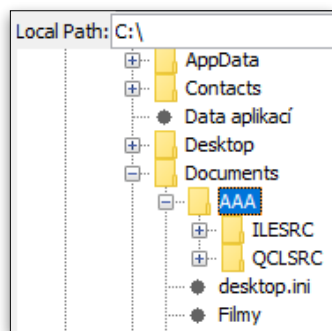 Local Path: C:\
AppData
Contacts
Data aplikací
Desktop
Documents
AAA
ILESRC
QCLSRC
desktop.ini
Filmy